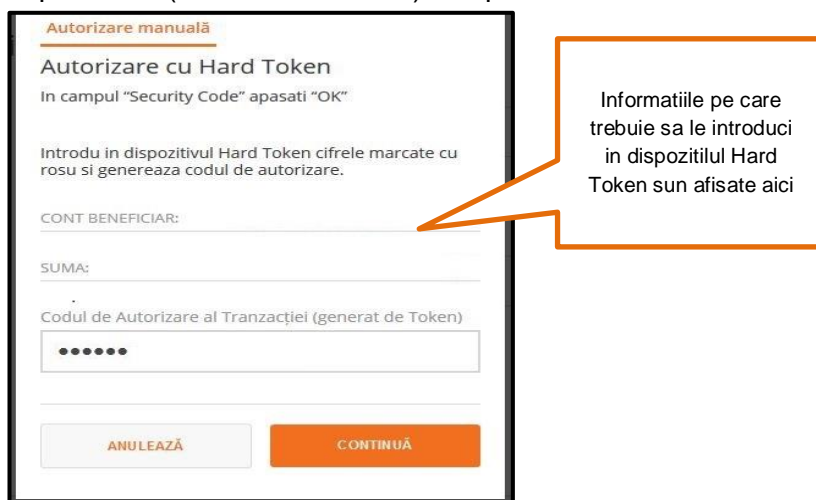 Autorizare manuală
Autorizare cu Hard Token
In campul “Security Code” apasati “OK”
Introdu in dispozitivul Hard Token cifrele marcate cu
rosu si genereaza codul de autorizare.
CONT BENEFICIAR:
SUMA:
.
Codul de Autorizare al Tranzacției (generat de Token)
••••••
ANULEAZĂ
CONTINUĂ
Informatiile pe care
trebuie sa le introduci
in dispozitilul Hard
Token sun afisate aici